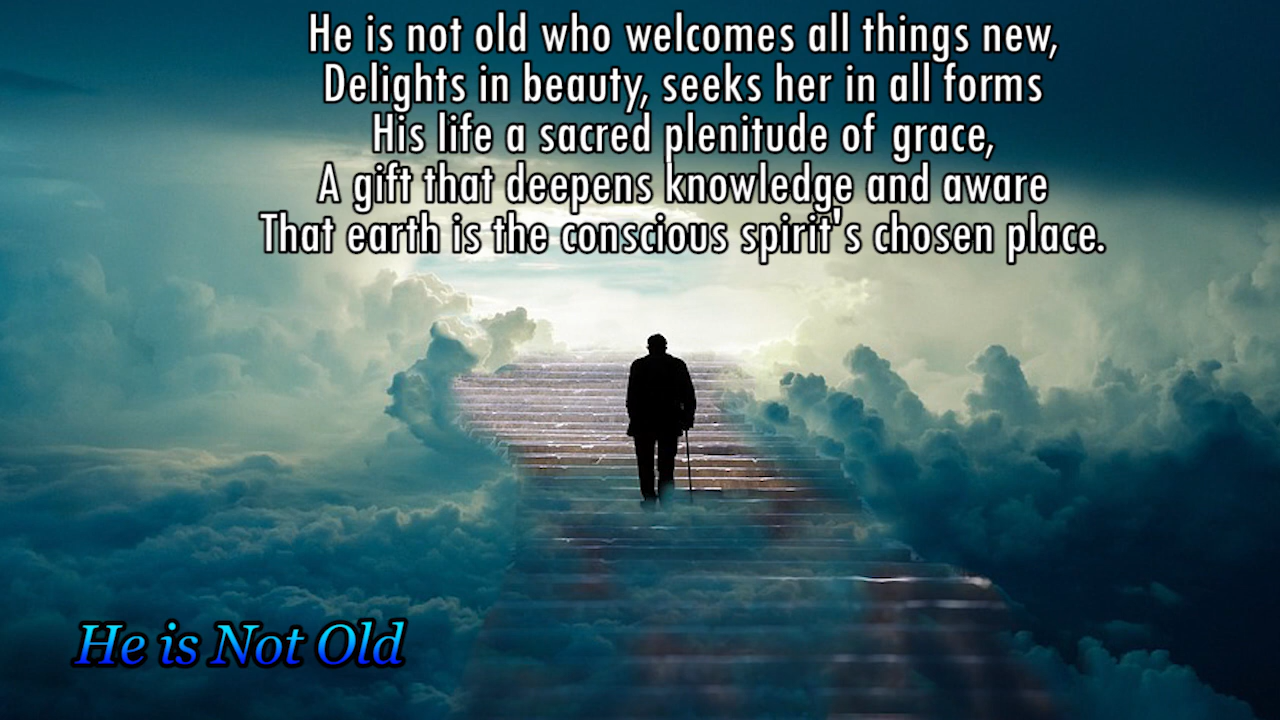 He is not old who welcomes all things new,
Delights in beauty, seeks her in all forms
His life a sacred plenitude of grace,
A gift that deepens knowledge and aware
That earth is the conscious spirit's chosen place.
He is Not Old